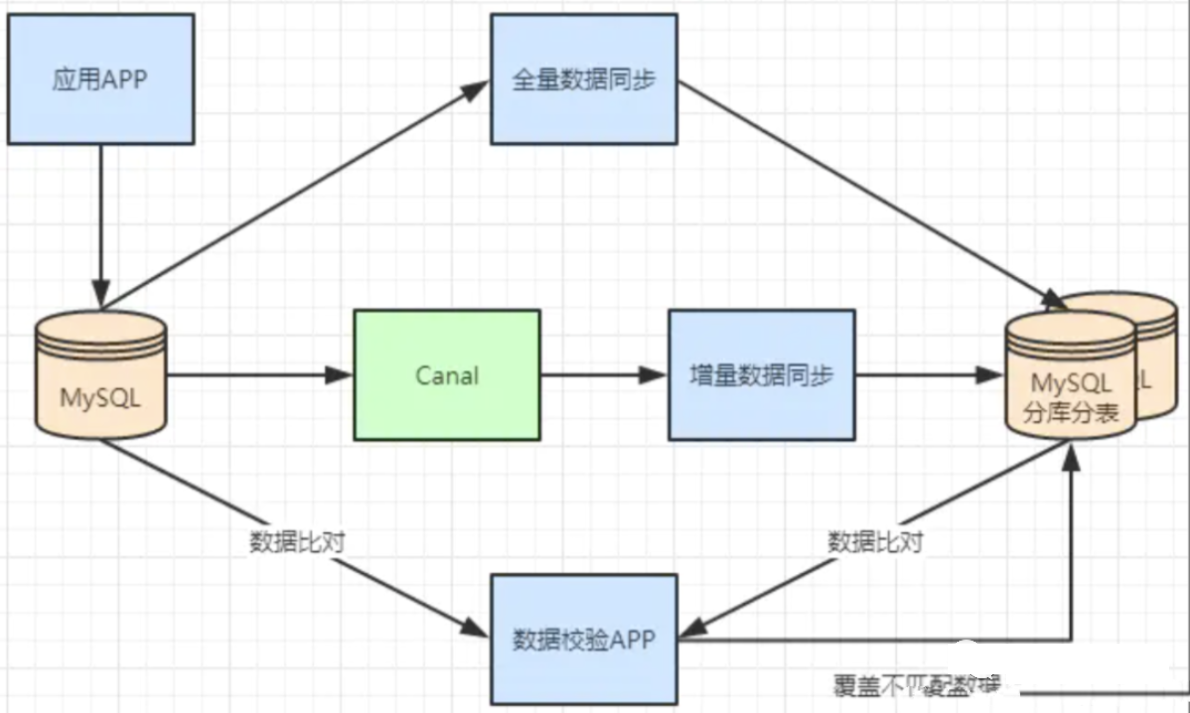 应用APP
全量数据同步
MySQL
Canal
增量数据同步
MySQL
分库分表
L
数据比对
数据比对
数据校验APP
覆盖不匹配数据